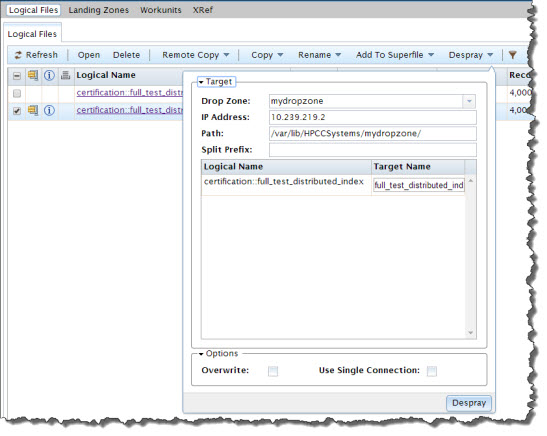 Logical Files Landing Zones Workunits XRef
Logical Files
Refresh Open Delete Remote Copy Copy Rename Add To Superfile Despray
Logical Name Reco
certification::full_test_distri 4,000
certification::full_test_distri 4,000
Target
Drop Zone: mydropzone
IP Address: 10.239.219.2
Path: /var/lib/HPCCSystems/mydropzone/
Split Prefix:
Logical Name Target Name
certification::full_test_distributed_index full_test_distributed_ind
Options
Overwrite: Use Single Connection:
Despray